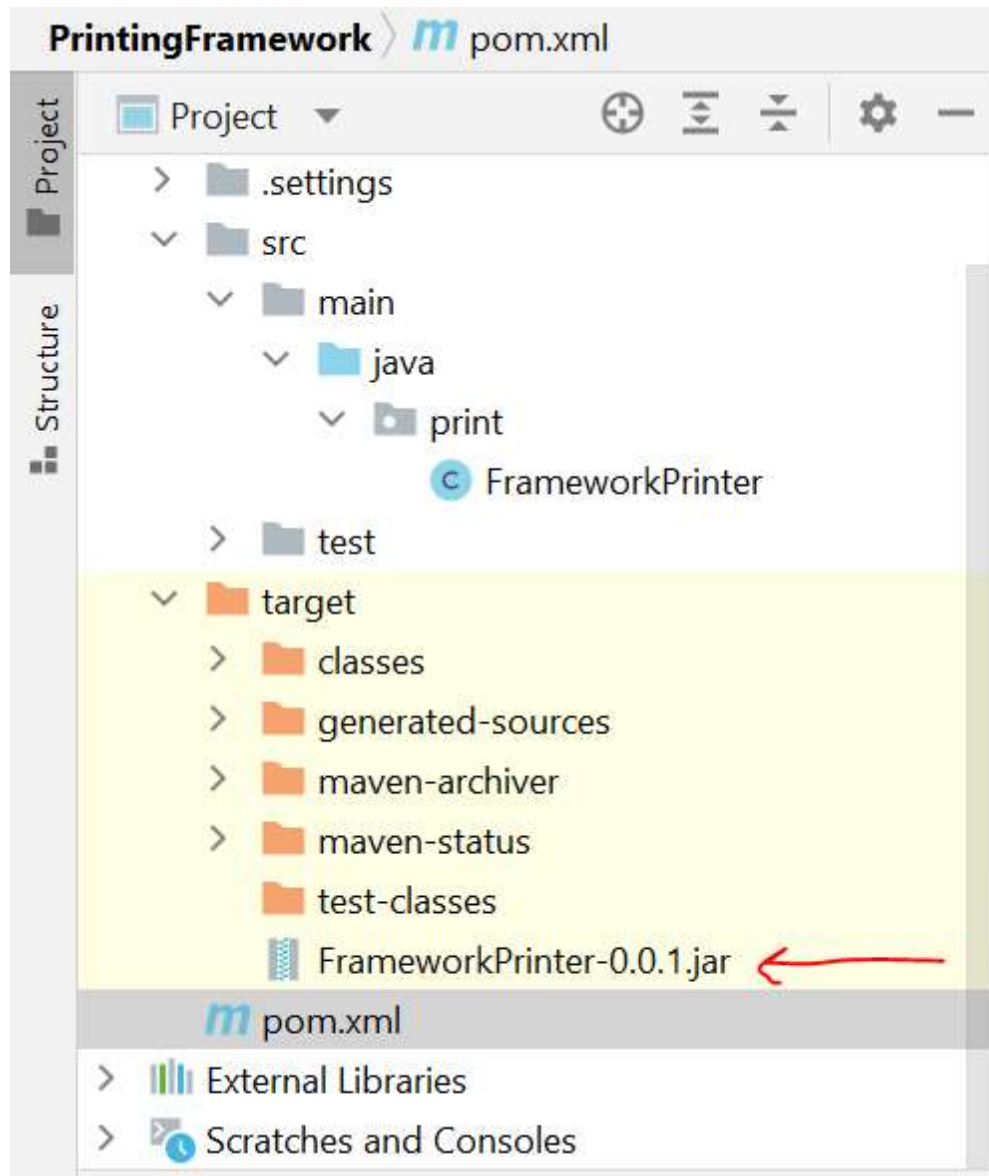 PrintingFramework pom.xml
Project
Project
Structure
.settings
src
main
java
print
C FrameworkPrinter
test
target
classes
generated-sources
maven-archiver
maven-status
test-classes
FrameworkPrinter-0.0.1.jar
m pom.xml
External Libraries
Scratches and Consoles